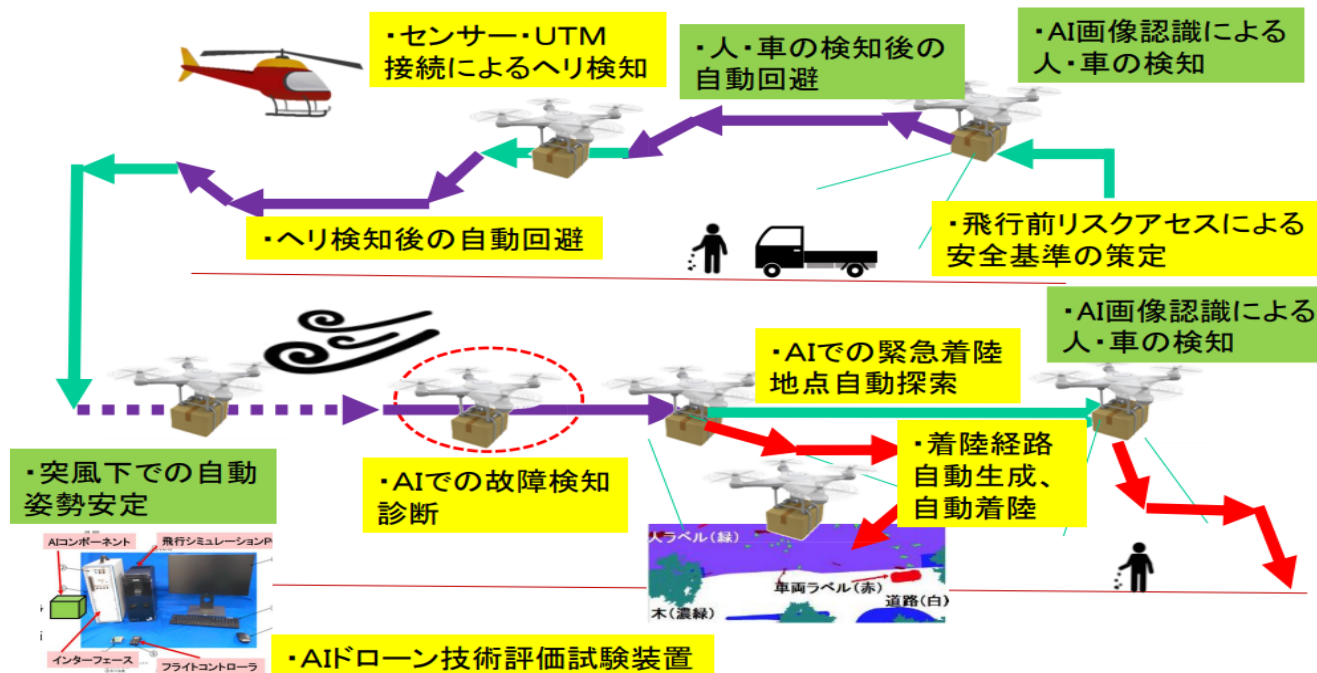 ・センサー・UTM
接続によるヘリ検知
・人・車の検知後の
自動回避
・AI画像認識による
人・車の検知
・ヘリ検知後の自動回避
・飛行前リスクアセスによる
安全基準の策定
・AI画像認識による
人・車の検知
・AIでの緊急着陸
地点自動探索
・突風下での自動
姿勢安定
・AIでの故障検知
診断
・着陸経路
自動生成、
自動着陸
人ラベル(緑)
車両ラベル(赤)
木(濃緑)
道路(白)
AIコンポーネント
飛行シミュレーションP
インターフェース
フライトコントローラ
・AIドローン技術評価試験装置